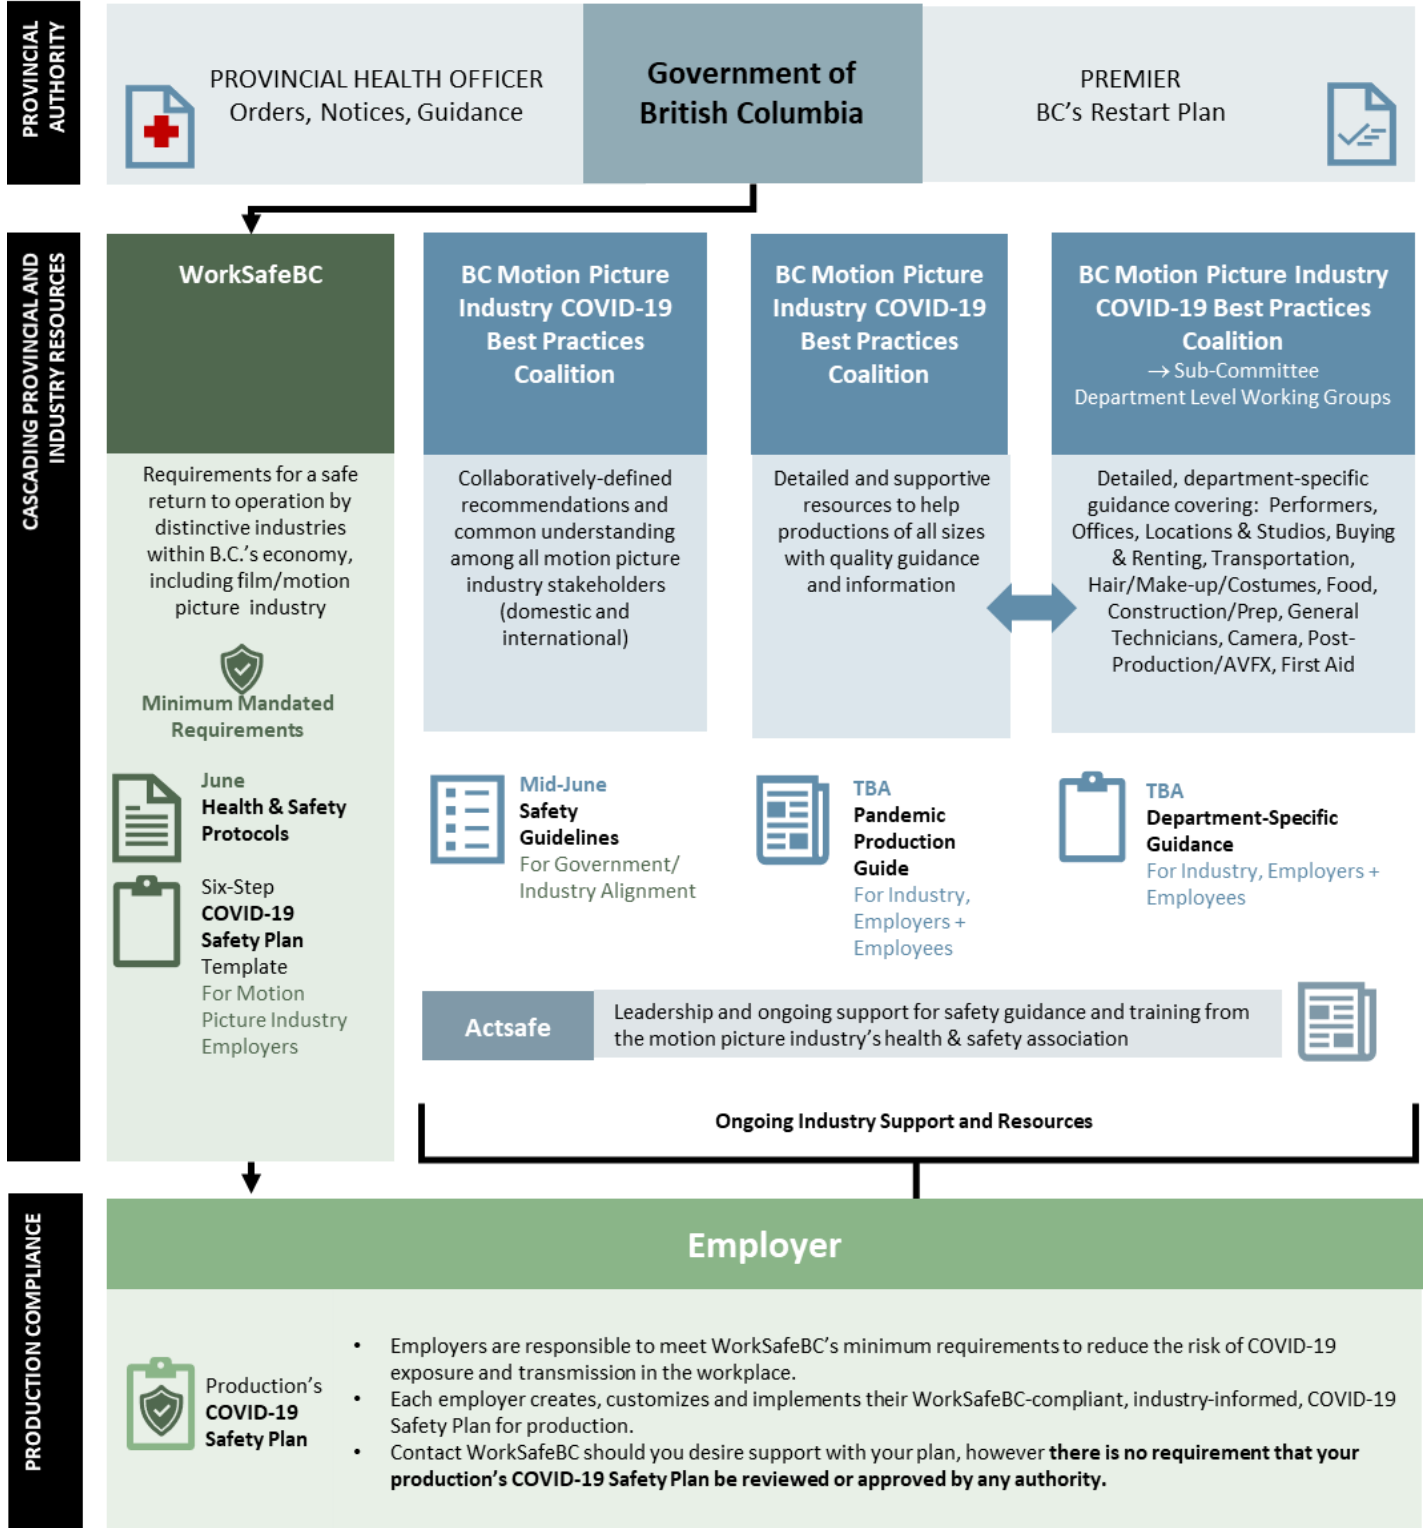 PROVINCIAL
AUTHORITY
PROVINCIAL HEALTH OFFICER
Orders, Notices, Guidance
Government of
British Columbia
PREMIER
BC's Restart Plan
CASCADING PROVINCIAL AND
INDUSTRY RESOURCES
WorkSafeBC
Requirements for a safe
return to operation by
distinctive industries
within B.C.'s economy,
including film/motion
picture industry
Minimum Mandated
Requirements
June
Health & Safety
Protocols
Six-Step
COVID-19
Safety Plan
Template
For Motion
Picture Industry
Employers
BC Motion Picture
Industry COVID-19
Best Practices
Coalition
Collaboratively-defined
recommendations and
common understanding
among all motion picture
industry stakeholders
(domestic and
international)
Mid-June
Safety
Guidelines
For Government/
Industry Alignment
BC Motion Picture
Industry COVID-19
Best Practices
Coalition
Detailed and supportive
resources to help
productions of all sizes
with quality guidance
and information
TBA
Pandemic
Production
Guide
For Industry,
Employers +
Employees
BC Motion Picture Industry
COVID-19 Best Practices
Coalition
→ Sub-Committee
Department Level Working Groups
Detailed, department-specific
guidance covering: Performers,
Offices, Locations & Studios, Buying
& Renting, Transportation,
Hair/Make-up/Costumes, Food,
Construction/Prep, General
Technicians, Camera, Post-
Production/AVFX, First Aid
TBA
Department-Specific
Guidance
For Industry, Employers +
Employees
Actsafe
Leadership and ongoing support for safety guidance and training from
the motion picture industry's health & safety association
Ongoing Industry Support and Resources
PRODUCTION COMPLIANCE
Employer
Production's
COVID-19
Safety Plan
• Employers are responsible to meet WorkSafeBC's minimum requirements to reduce the risk of COVID-19
exposure and transmission in the workplace.
• Each employer creates, customizes and implements their WorkSafeBC-compliant, industry-informed, COVID-19
Safety Plan for production.
• Contact WorkSafeBC should you desire support with your plan, however there is no requirement that your
production's COVID-19 Safety Plan be reviewed or approved by any authority.